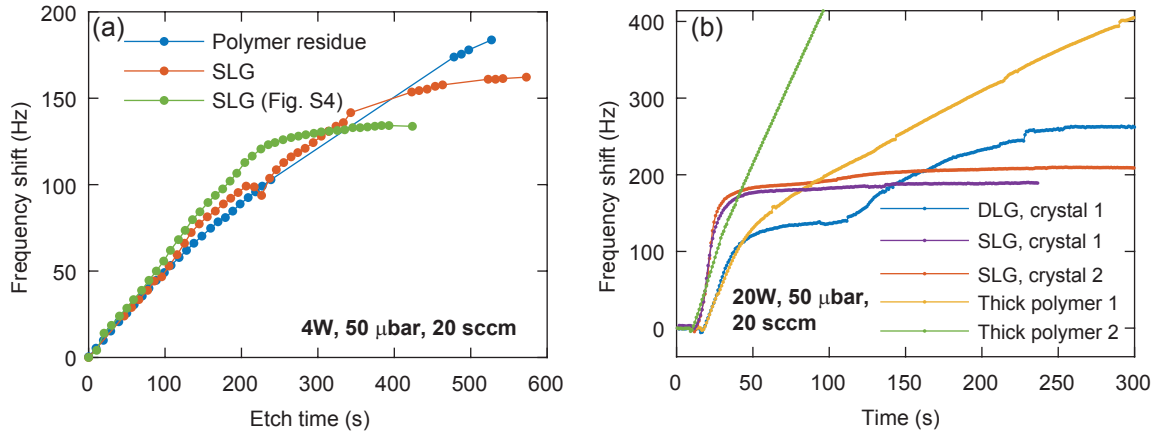 (a)
Frequency shift (Hz)
200
150
100
50
0
Polymer residue
SLG
SLG (Fig. S4)
4W, 50 μbar, 20 sccm
0 100 200 300 400 500 600
Etch time (s)
(b)
Frequency shift (Hz)
400
300
200
100
0
DLG, crystal 1
SLG, crystal 1
SLG, crystal 2
Thick polymer 1
Thick polymer 2
20W, 50 μbar,
20 sccm
0 50 100 150 200 250 300
Time (s)